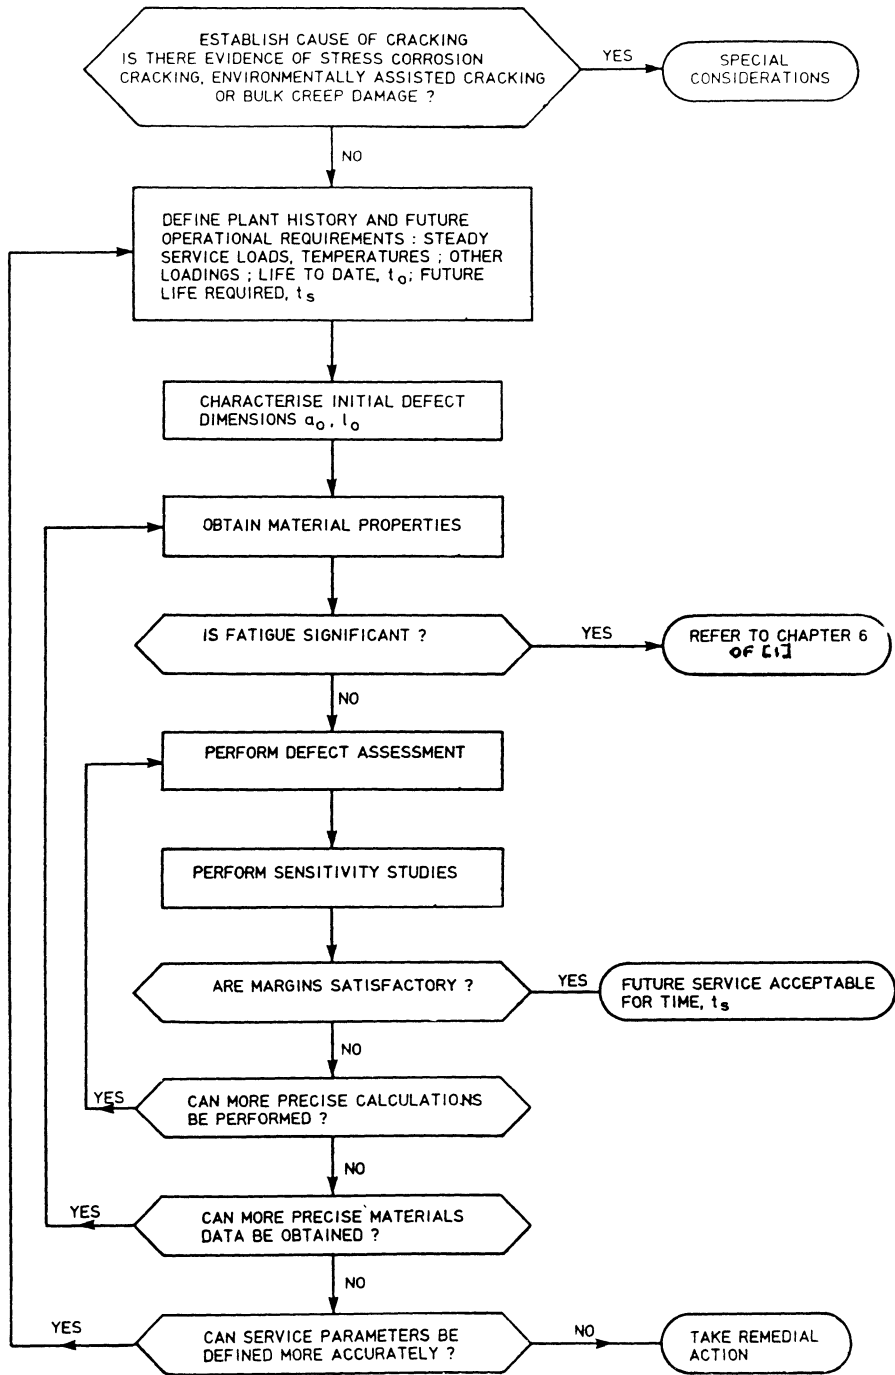 ESTABLISH CAUSE OF CRACKING
IS THERE EVIDENCE OF STRESS CORROSION
CRACKING, ENVIRONMENTALLY ASSISTED CRACKING
OR BULK CREEP DAMAGE ?
YES
SPECIAL
CONSIDERATIONS
NO
DEFINE PLANT HISTORY AND FUTURE
OPERATIONAL REQUIREMENTS : STEADY
SERVICE LOADS, TEMPERATURES ; OTHER
LOADINGS ; LIFE TO DATE, to; FUTURE
LIFE REQUIRED, ts
CHARACTERISE INITIAL DEFECT
DIMENSIONS ao, lo
OBTAIN MATERIAL PROPERTIES
IS FATIGUE SIGNIFICANT ?
YES
REFER TO CHAPTER 6
OF [1]
NO
PERFORM DEFECT ASSESSMENT
PERFORM SENSITIVITY STUDIES
ARE MARGINS SATISFACTORY ?
YES
FUTURE SERVICE ACCEPTABLE
FOR TIME, ts
NO
YES
CAN MORE PRECISE CALCULATIONS
BE PERFORMED ?
NO
YES
CAN MORE PRECISE MATERIALS
DATA BE OBTAINED ?
NO
YES
CAN SERVICE PARAMETERS BE
DEFINED MORE ACCURATELY ?
NO
TAKE REMEDIAL
ACTION